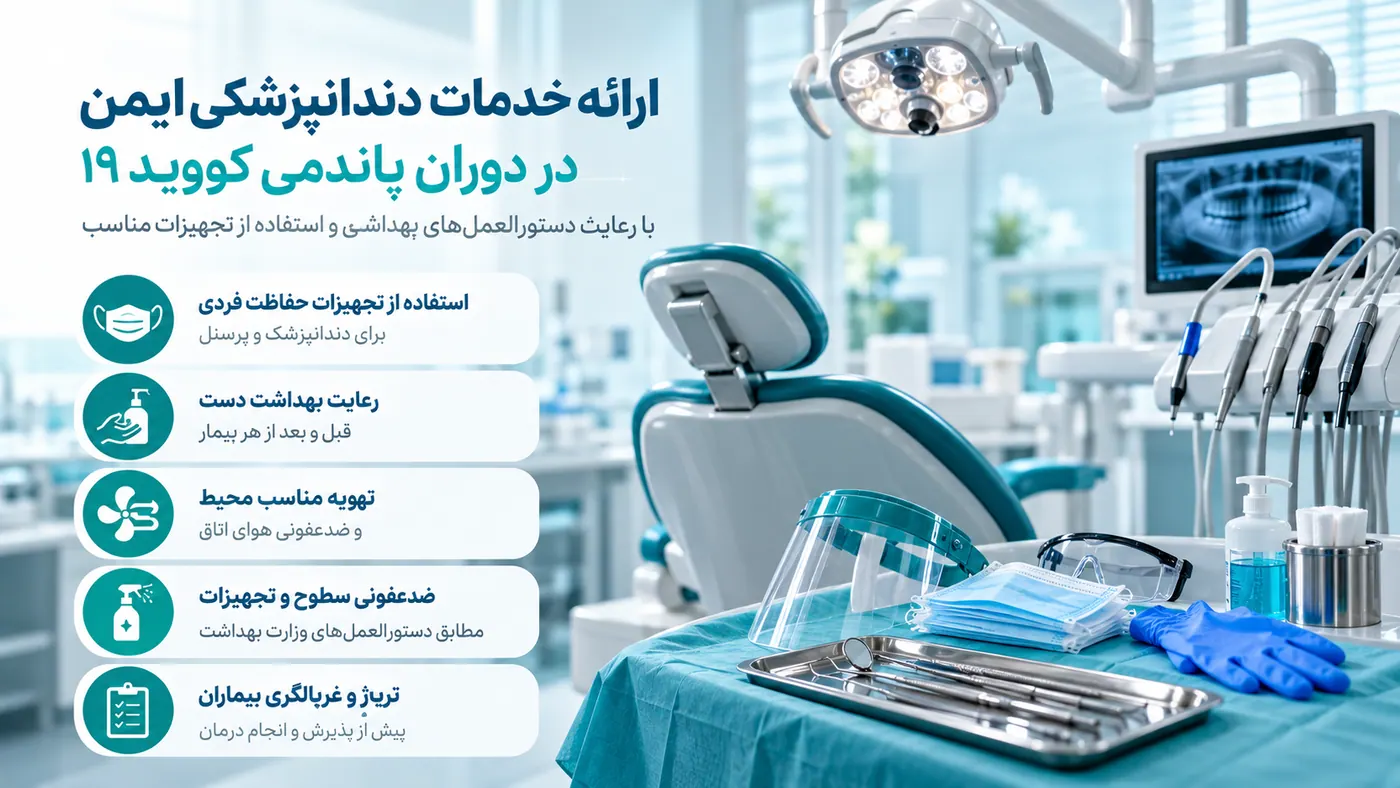 ارائه خدمات دندانپزشکی ایمن
در دوران پاندمی کووید ۱۹
با رعایت دستورالعمل‌های بهداشتی و استفاده از تجهیزات مناسب
استفاده از تجهیزات حفاظت فردی
برای دندانپزشک و پرسنل
رعایت بهداشت دست
قبل و بعد از هر بیمار
تهویه مناسب محیط
و ضدعفونی هوای اتاق
ضدعفونی سطوح و تجهیزات
مطابق دستورالعمل‌های وزارت بهداشت
تریاژ و غربالگری بیماران
پیش از پذیرش و انجام درمان